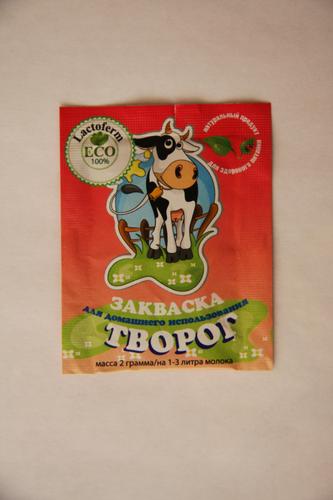 Lactoferm
ECO
100%
натуральный продукт
для здорового питания
ЗАКВАСКА
для домашнего использования
ТВОРОГ
масса 2 грамма/на 1-3 литра молока